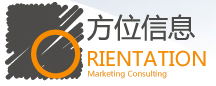 方位信息
ORIENTATION
Marketing Consulting